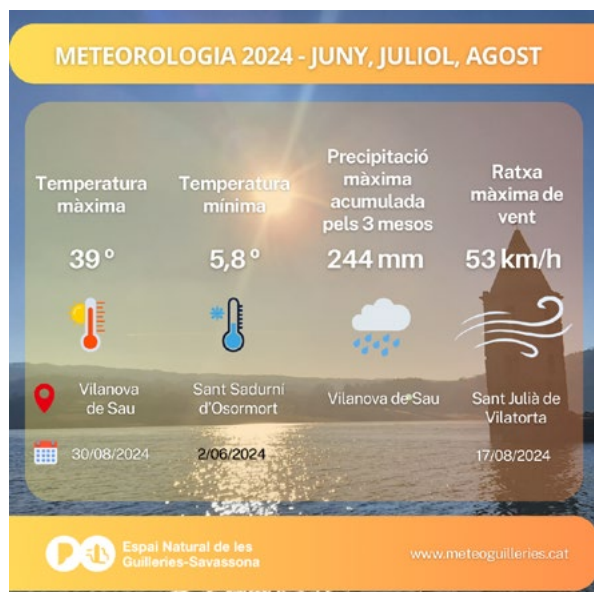 METEOROLOGIA 2024 - JUNY, JULIOL, AGOST
Temperatura
màxima
39 º
Vilanova
de Sau
30/08/2024
Temperatura
mínima
5,8 º
Sant Sadurní
d'Osormort
2/06/2024
Precipitació
màxima
acumulada
pels 3 mesos
244 mm
Vilanova de Sau
Ratxa
màxima de
vent
53 km/h
Sant Julià de
Vilatorta
17/08/2024
Espai Natural de les
Guilleries-Savassona
www.meteoguilleries.cat